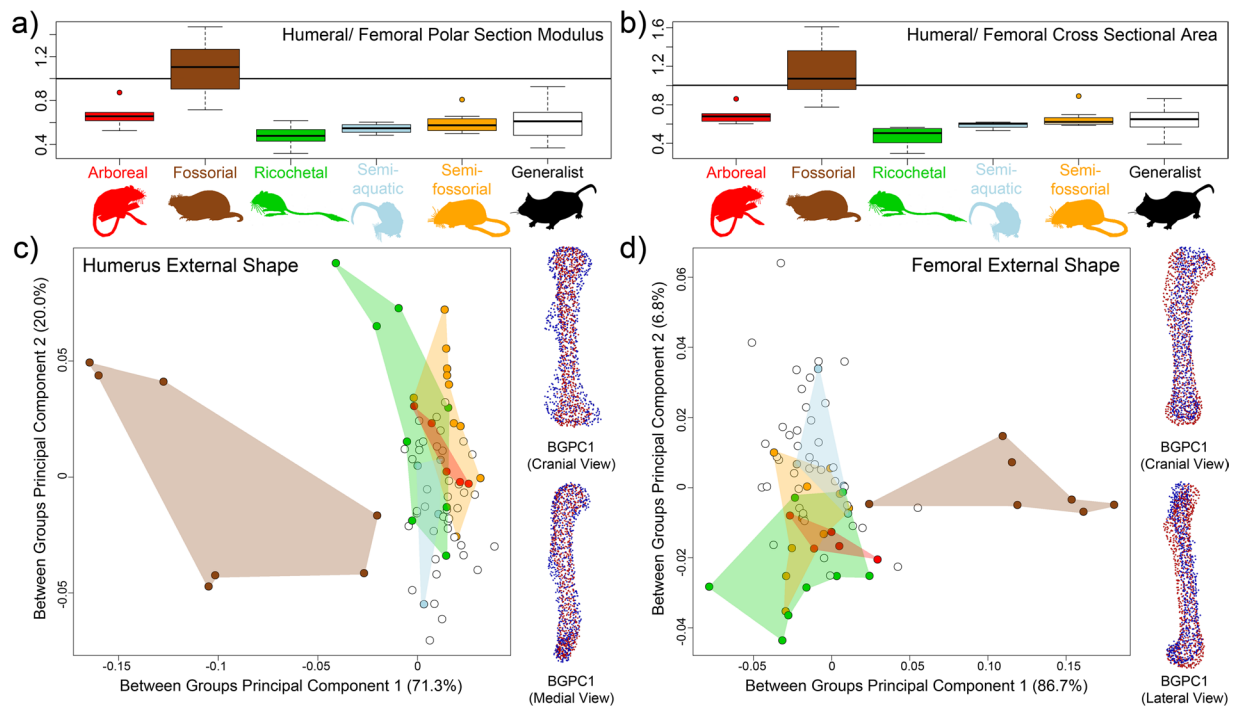 a)
Humeral/ Femoral Polar Section Modulus
1.2
0.8
0.4
Arboreal
Fossorial
Ricochetal
Semi-
aquatic
Semi-
fossorial
Generalist
b)
Humeral/ Femoral Cross Sectional Area
1.6
1.2
0.8
0.4
Arboreal
Fossorial
Ricochetal
Semi-
aquatic
Semi-
fossorial
Generalist
c)
Humerus External Shape
Between Groups Principal Component 2 (20.0%)
0.05
0
-0.05
-0.15
-0.1
-0.05
0
Between Groups Principal Component 1 (71.3%)
BGPC1
(Cranial View)
BGPC1
(Medial View)
d)
Femoral External Shape
Between Groups Principal Component 2 (6.8%)
0.06
0.04
0.02
0
-0.02
-0.04
-0.05
0
0.05
0.10
0.15
Between Groups Principal Component 1 (86.7%)
BGPC1
(Cranial View)
BGPC1
(Lateral View)